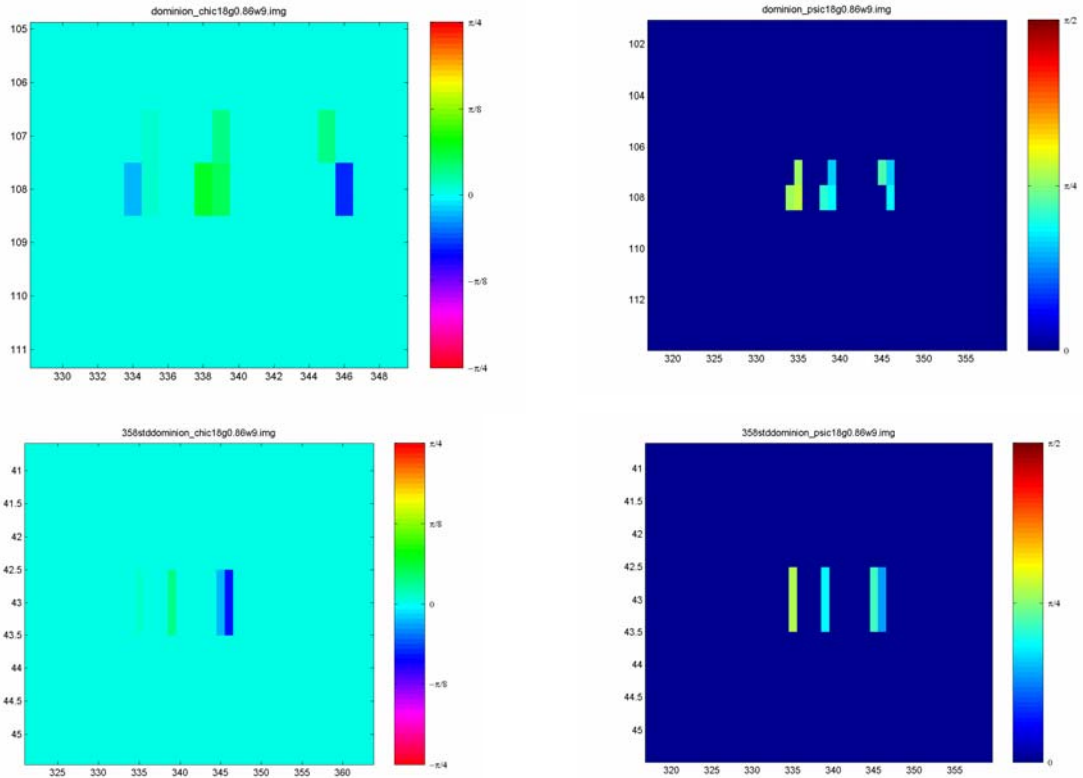 dominion_chic18g0.86w9.img
105
106
107
108
109
110
111
330 332 334 336 338 340 342 344 346 348
π/4
π/8
0
−π/8
−π/4
dominion_psic18g0.86w9.img
102
104
106
108
110
112
320 325 330 335 340 345 350 355
π/2
π/4
0
358stddominion_chic18g0.86w9.img
41
41.5
42
42.5
43
43.5
44
44.5
45
325 330 335 340 345 350 355 360
π/4
π/8
0
−π/8
−π/4
358stddominion_psic18g0.86w9.img
41
41.5
42
42.5
43
43.5
44
44.5
45
320 325 330 335 340 345 350 355
π/2
π/4
0